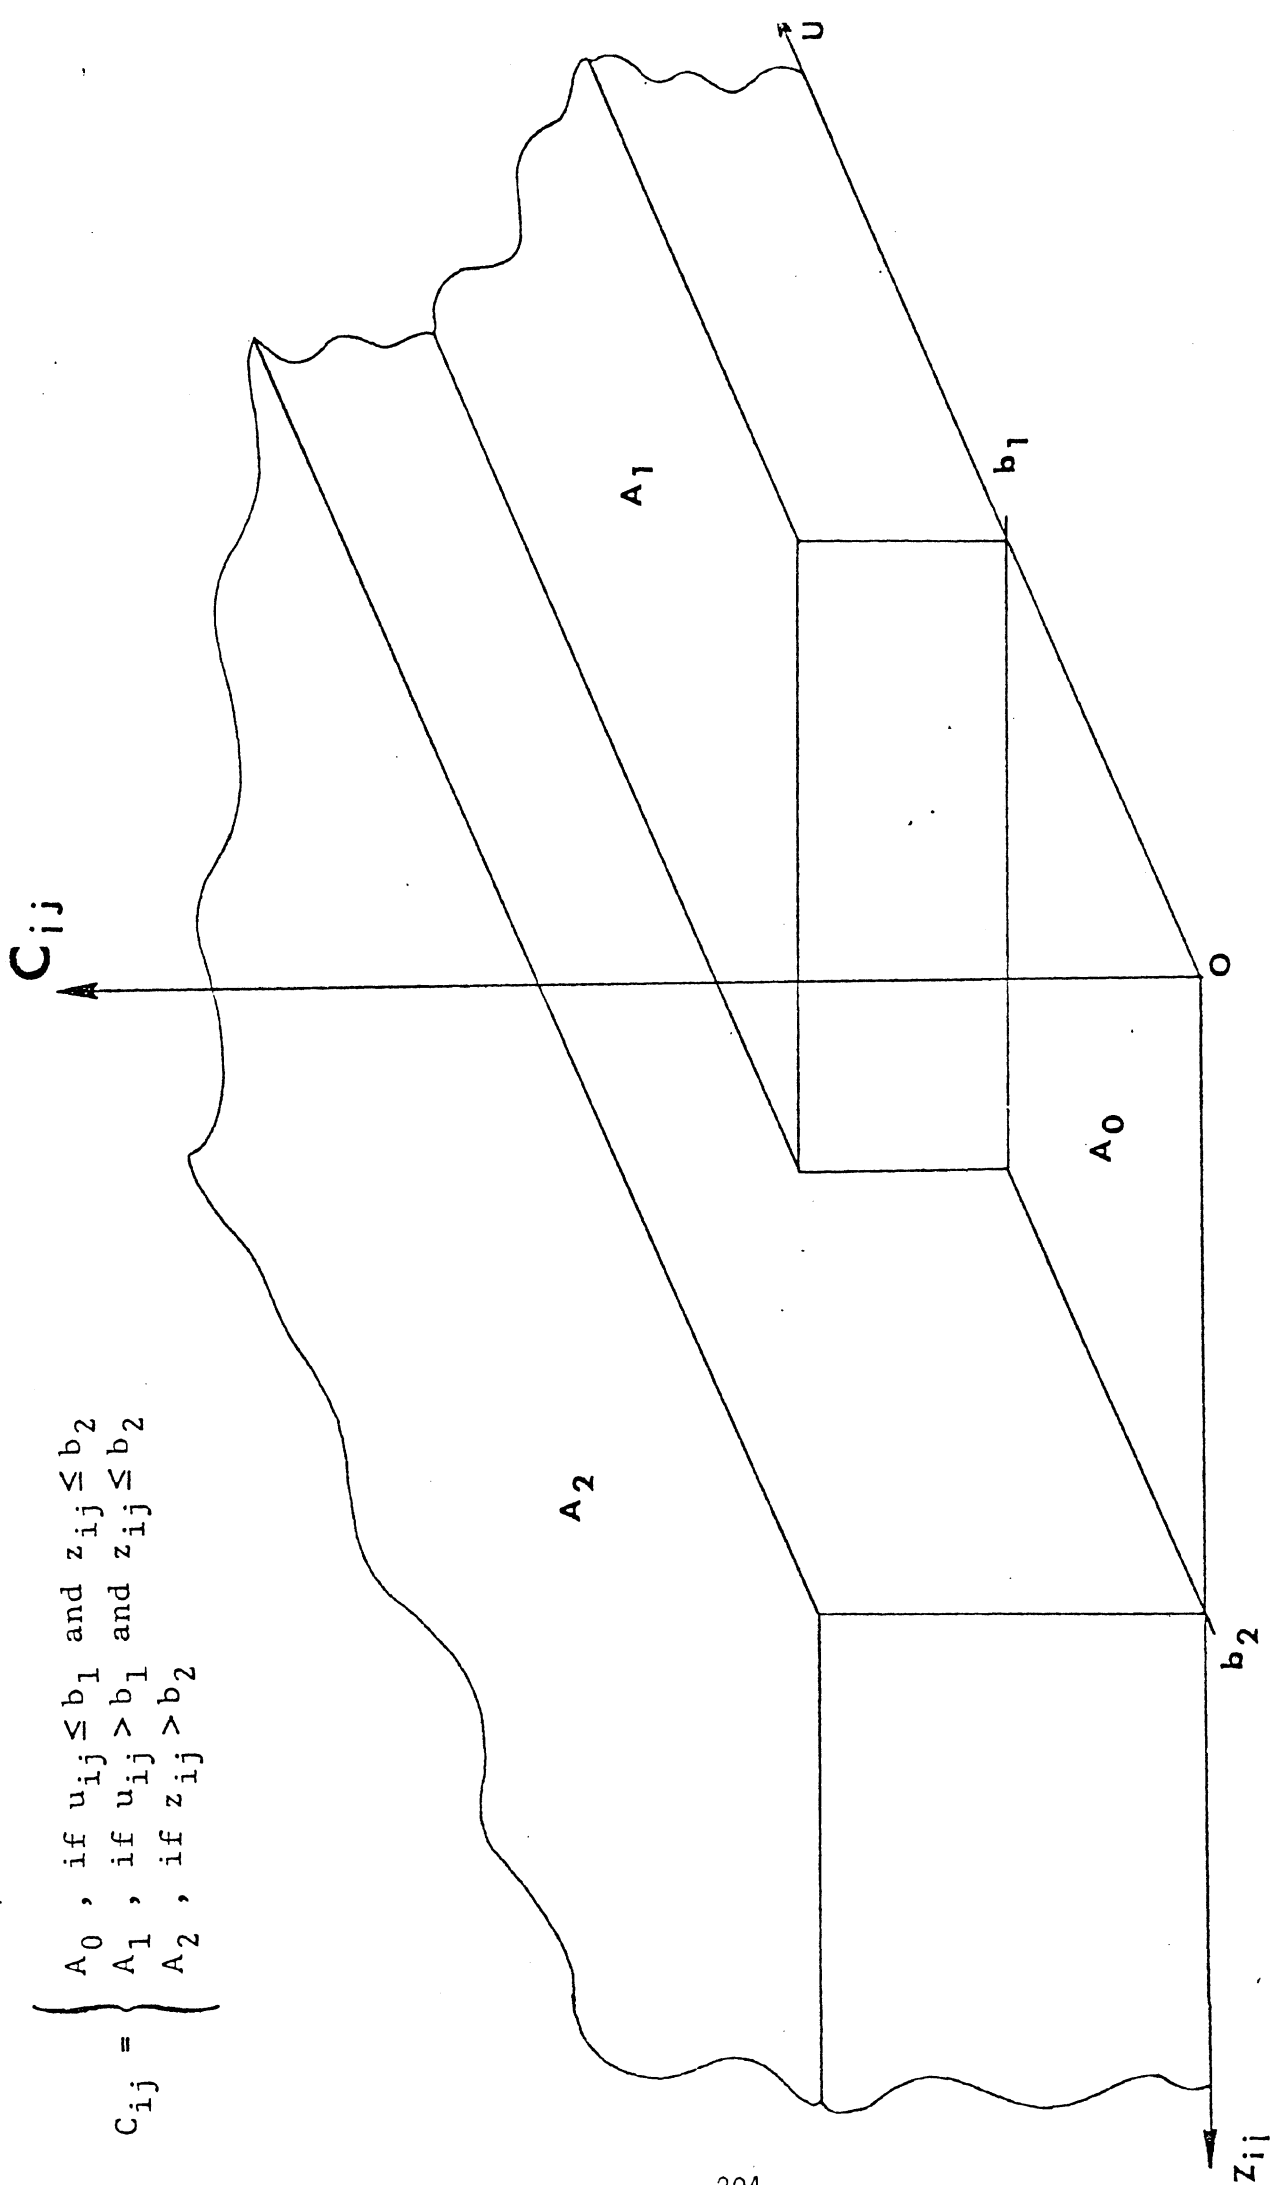 C_ij = { A_0 , if u_ij ≤ b_1 and z_ij ≤ b_2
A_1 , if u_ij > b_1 and z_ij ≤ b_2
A_2 , if z_ij > b_2
C_ij
U
A_1
b_1
A_2
A_0
O
b_2
z_ij